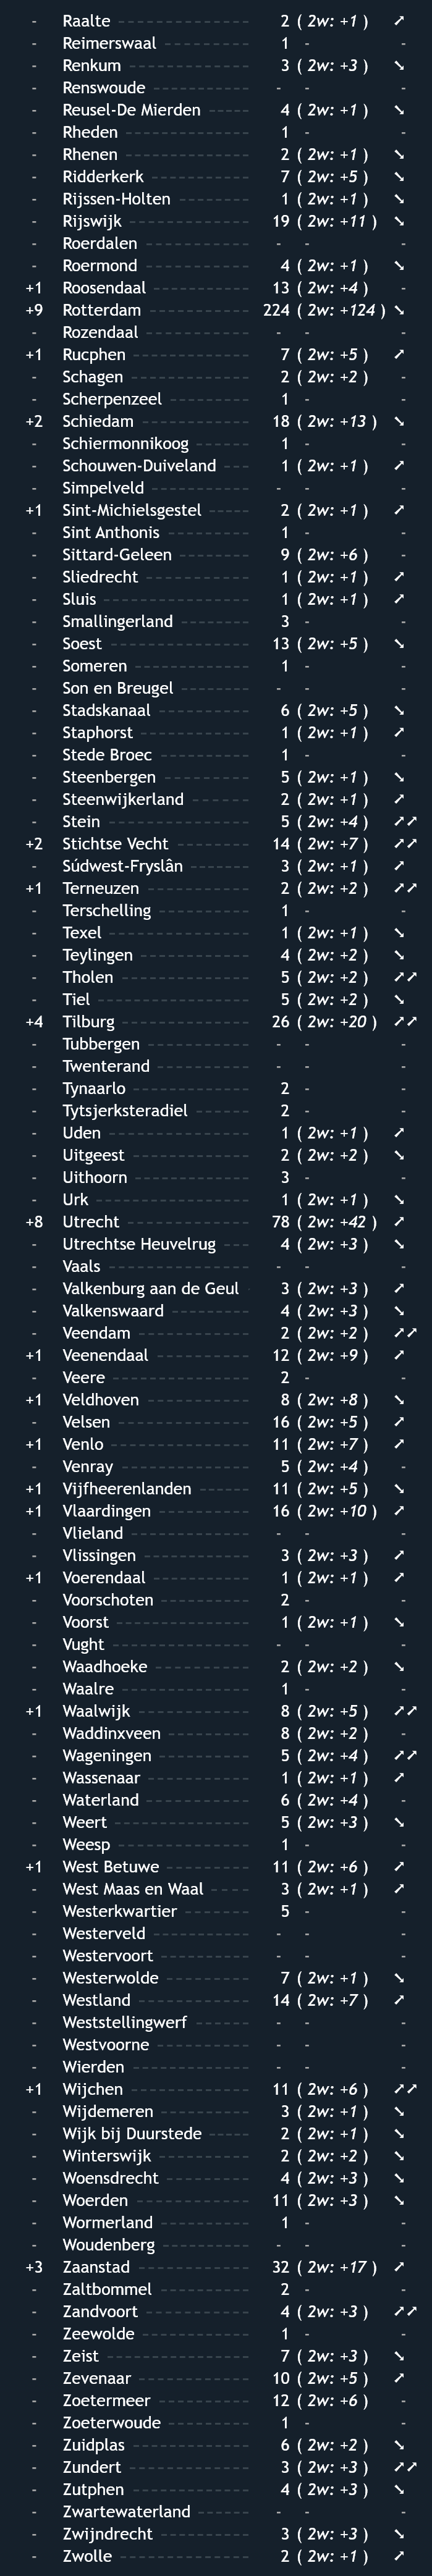 - Raalte ------------------ 2 ( 2w: +1 ) ➚
- Reimerswaal ------------- 1 - -
- Renkum ----------------- 3 ( 2w: +3 ) ➘
- Renswoude -------------- - - -
- Reusel-De Mierden ------ 4 ( 2w: +1 ) ➘
- Rheden ----------------- 1 - -
- Rhenen ----------------- 2 ( 2w: +1 ) ➘
- Ridderkerk -------------- 7 ( 2w: +5 ) ➘
- Rijssen-Holten ----------- 1 ( 2w: +1 ) ➘
- Rijswijk ----------------- 19 ( 2w: +11 ) ➘
- Roerdalen --------------- - - -
- Roermond --------------- 4 ( 2w: +1 ) ➘
+1 Roosendaal -------------- 13 ( 2w: +4 ) -
+9 Rotterdam -------------- 224 ( 2w: +124 ) ➘
- Rozendaal --------------- - - -
+1 Rucphen ---------------- 7 ( 2w: +5 ) ➚
- Schagen ----------------- 2 ( 2w: +2 ) -
- Scherpenzeel ------------ 1 - -
+2 Schiedam --------------- 18 ( 2w: +13 ) ➘
- Schiermonnikoog -------- 1 - -
- Schouwen-Duiveland ---- 1 ( 2w: +1 ) ➚
- Simpelveld -------------- - - -
+1 Sint-Michielsgestel ------ 2 ( 2w: +1 ) ➚
- Sint Anthonis ------------ 1 - -
- Sittard-Geleen ----------- 9 ( 2w: +6 ) -
- Sliedrecht --------------- 1 ( 2w: +1 ) ➚
- Sluis -------------------- 1 ( 2w: +1 ) ➚
- Smallingerland ---------- 3 - -
- Soest ------------------- 13 ( 2w: +5 ) ➘
- Someren ---------------- 1 - -
- Son en Breugel ---------- - - -
- Stadskanaal ------------- 6 ( 2w: +5 ) ➘
- Staphorst --------------- 1 ( 2w: +1 ) ➚
- Stede Broec ------------- 1 - -
- Steenbergen ------------ 5 ( 2w: +1 ) ➘
- Steenwijkerland --------- 2 ( 2w: +1 ) ➚
- Stein ------------------- 5 ( 2w: +4 ) ➚➚
+2 Stichtse Vecht ----------- 14 ( 2w: +7 ) ➚➚
- Súdwest-Fryslân --------- 3 ( 2w: +1 ) ➚
+1 Terneuzen -------------- 2 ( 2w: +2 ) ➚➚
- Terschelling ------------- 1 - -
- Texel ------------------- 1 ( 2w: +1 ) ➘
- Teylingen --------------- 4 ( 2w: +2 ) ➘
- Tholen ------------------ 5 ( 2w: +2 ) ➚➚
- Tiel --------------------- 5 ( 2w: +2 ) ➘
+4 Tilburg ------------------ 26 ( 2w: +20 ) ➚➚
- Tubbergen -------------- - - -
- Twenterand ------------- - - -
- Tynaarlo ---------------- 2 - -
- Tytsjerksteradiel -------- 2 - -
- Uden ------------------- 1 ( 2w: +1 ) ➚
- Uitgeest ---------------- 2 ( 2w: +2 ) ➘
- Uithoorn ---------------- 3 - -
- Urk --------------------- 1 ( 2w: +1 ) ➘
+8 Utrecht ----------------- 78 ( 2w: +42 ) ➚
- Utrechtse Heuvelrug ---- 4 ( 2w: +3 ) ➘
- Vaals ------------------- - - -
- Valkenburg aan de Geul - 3 ( 2w: +3 ) ➚
- Valkenswaard ----------- 4 ( 2w: +3 ) ➘
- Veendam --------------- 2 ( 2w: +2 ) ➚➚
+1 Veenendaal ------------- 12 ( 2w: +9 ) ➚
- Veere ------------------ 2 - -
+1 Veldhoven -------------- 8 ( 2w: +8 ) ➘
- Velsen ------------------ 16 ( 2w: +5 ) ➚
+1 Venlo ------------------- 11 ( 2w: +7 ) ➚
- Venray ----------------- 5 ( 2w: +4 ) -
+1 Vijfheerenlanden -------- 11 ( 2w: +5 ) ➘
+1 Vlaardingen ------------- 16 ( 2w: +10 ) ➚
- Vlieland ----------------- - - -
- Vlissingen --------------- 3 ( 2w: +3 ) ➚
+1 Voerendaal -------------- 1 ( 2w: +1 ) ➚
- Voorschoten ------------ 2 - -
- Voorst ------------------ 1 ( 2w: +1 ) ➘
- Vught ------------------ - - -
- Waadhoeke ------------- 2 ( 2w: +2 ) ➘
- Waalre ----------------- 1 - -
+1 Waalwijk ---------------- 8 ( 2w: +5 ) ➚➚
- Waddinxveen ----------- 8 ( 2w: +2 ) -
- Wageningen ------------ 5 ( 2w: +4 ) ➚➚
- Wassenaar -------------- 1 ( 2w: +1 ) ➚
- Waterland -------------- 6 ( 2w: +4 ) -
- Weert ------------------ 5 ( 2w: +3 ) ➘
- Weesp ------------------ 1 - -
+1 West Betuwe ------------ 11 ( 2w: +6 ) ➚
- West Maas en Waal ----- 3 ( 2w: +1 ) ➚
- Westerkwartier ---------- 5 - -
- Westerveld -------------- - - -
- Westervoort ------------- - - -
- Westerwolde ------------ 7 ( 2w: +1 ) ➘
- Westland ---------------- 14 ( 2w: +7 ) ➚
- Weststellingwerf -------- - - -
- Westvoorne ------------- - - -
- Wierden ---------------- - - -
+1 Wijchen ----------------- 11 ( 2w: +6 ) ➚➚
- Wijdemeren ------------- 3 ( 2w: +1 ) ➘
- Wijk bij Duurstede ------ 2 ( 2w: +1 ) ➘
- Winterswijk ------------- 2 ( 2w: +2 ) ➘
- Woensdrecht ------------ 4 ( 2w: +3 ) ➘
- Woerden ---------------- 11 ( 2w: +3 ) ➘
- Wormerland ------------- 1 - -
- Woudenberg ------------ - - -
+3 Zaanstad --------------- 32 ( 2w: +17 ) ➚
- Zaltbommel ------------- 2 - -
- Zandvoort --------------- 4 ( 2w: +3 ) ➚➚
- Zeewolde --------------- 1 - -
- Zeist -------------------- 7 ( 2w: +3 ) ➘
- Zevenaar --------------- 10 ( 2w: +5 ) ➚
- Zoetermeer ------------- 12 ( 2w: +6 ) -
- Zoeterwoude ------------ 1 - -
- Zuidplas ---------------- 6 ( 2w: +2 ) ➘
- Zundert ----------------- 3 ( 2w: +3 ) ➚➚
- Zutphen ---------------- 4 ( 2w: +3 ) ➘
- Zwartewaterland -------- - - -
- Zwijndrecht ------------- 3 ( 2w: +3 ) ➘
- Zwolle ------------------ 2 ( 2w: +1 ) ➚